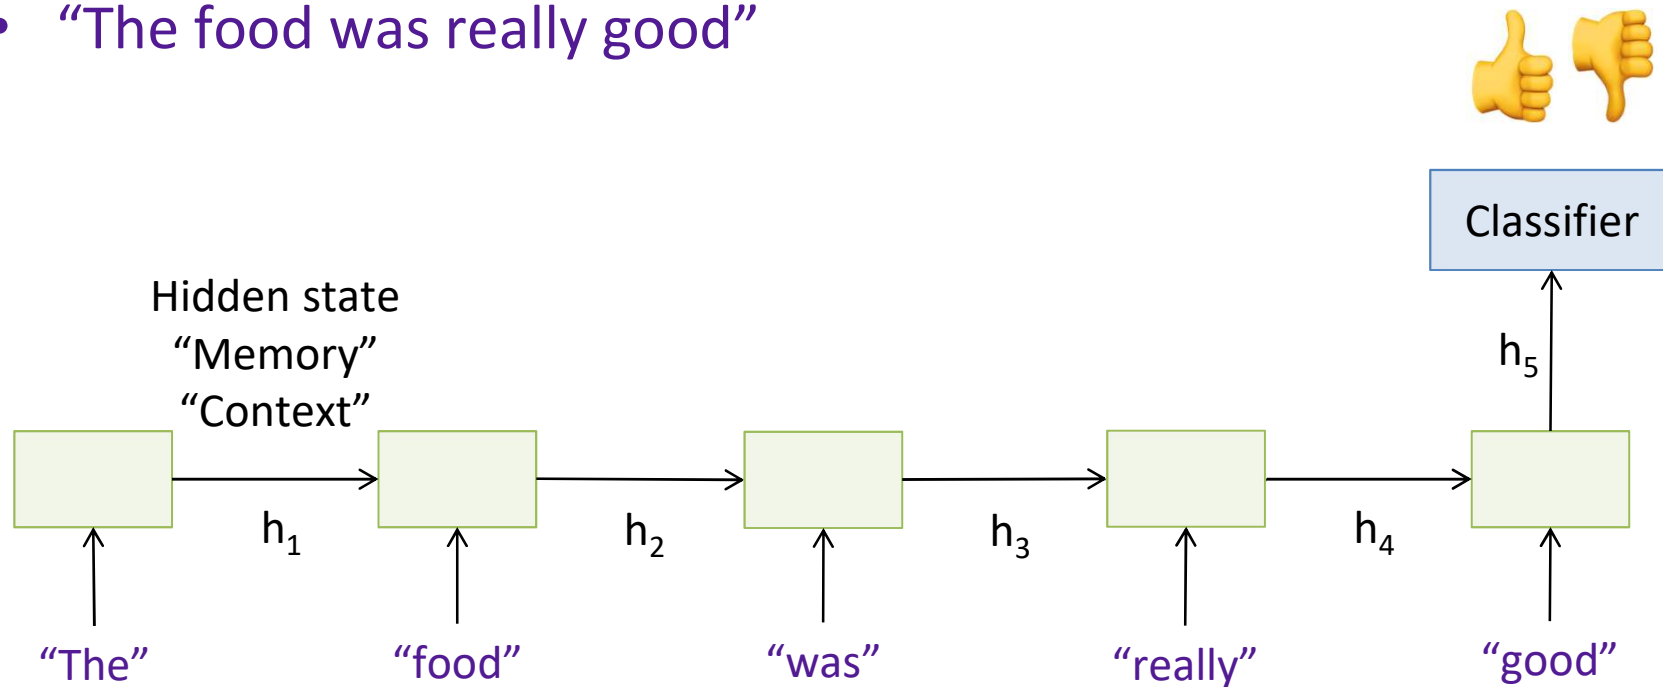 • “The food was really good”
Classifier
Hidden state
“Memory”
“Context”
h₅
h₁
h₂
h₃
h₄
“The”
“food”
“was”
“really”
“good”